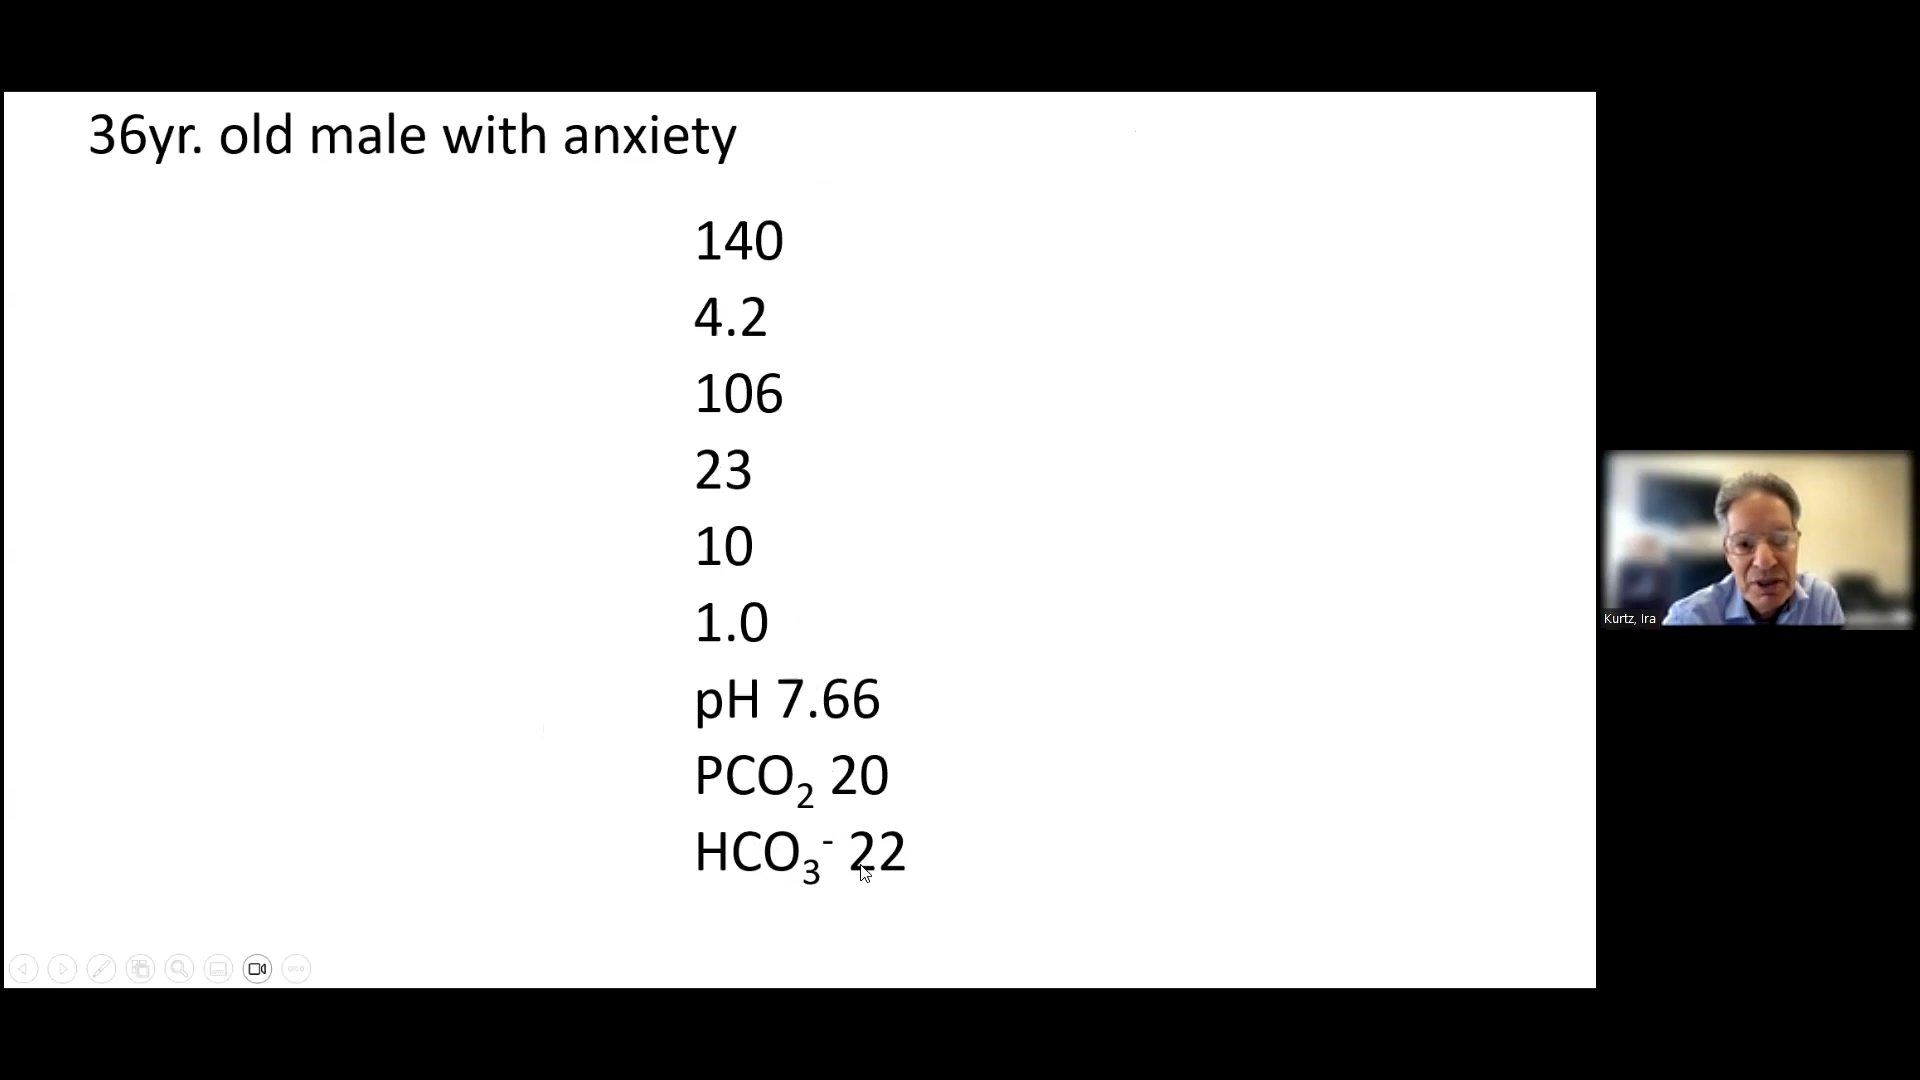 36yr. old male with anxiety
140
4.2
106
23
10
1.0
pH 7.66
PCO₂ 20
HCO₃⁻ 22
Kurtz, Ira